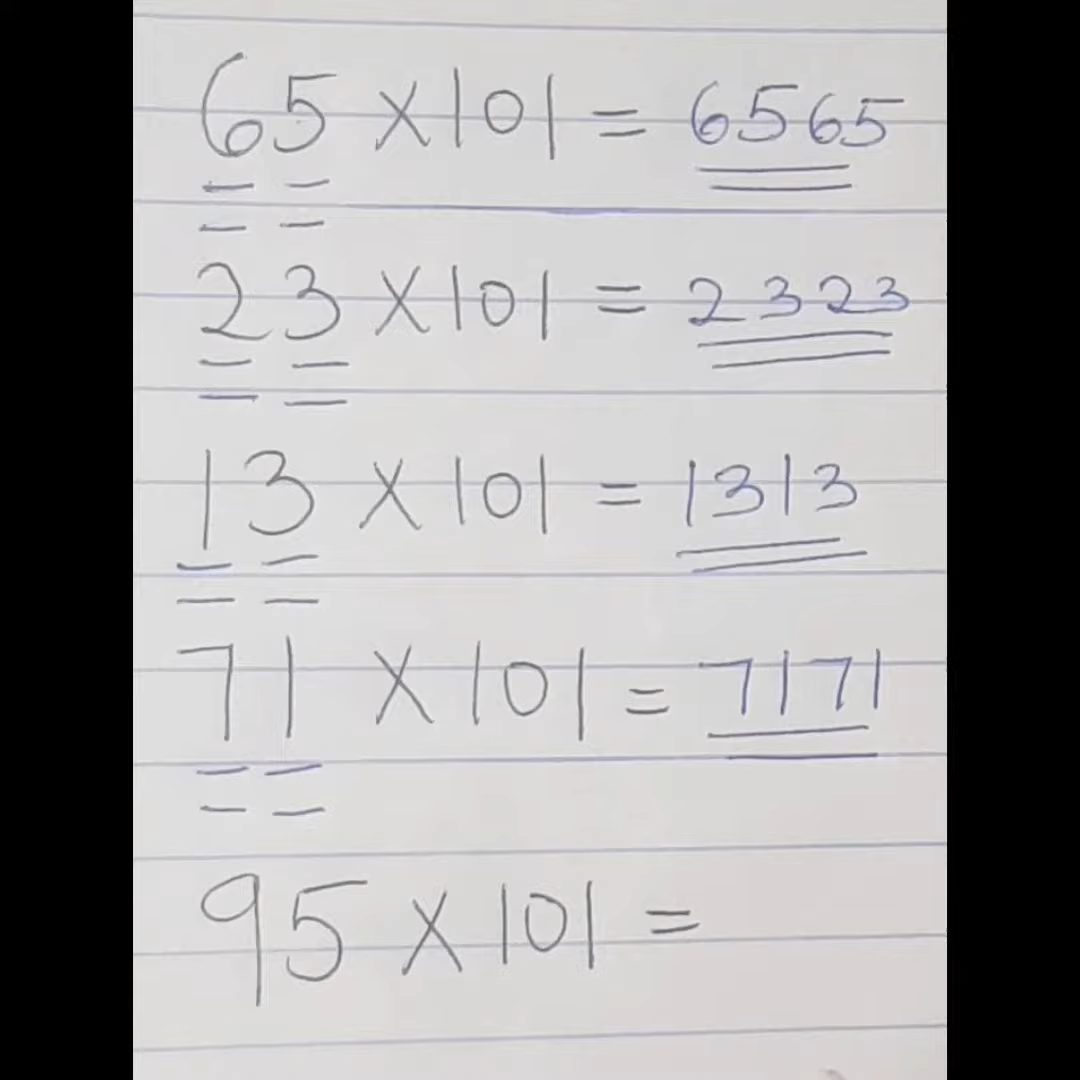 65 × 101 = 6565
23 × 101 = 2323
13 × 101 = 1313
71 × 101 = 7171
95 × 101 =